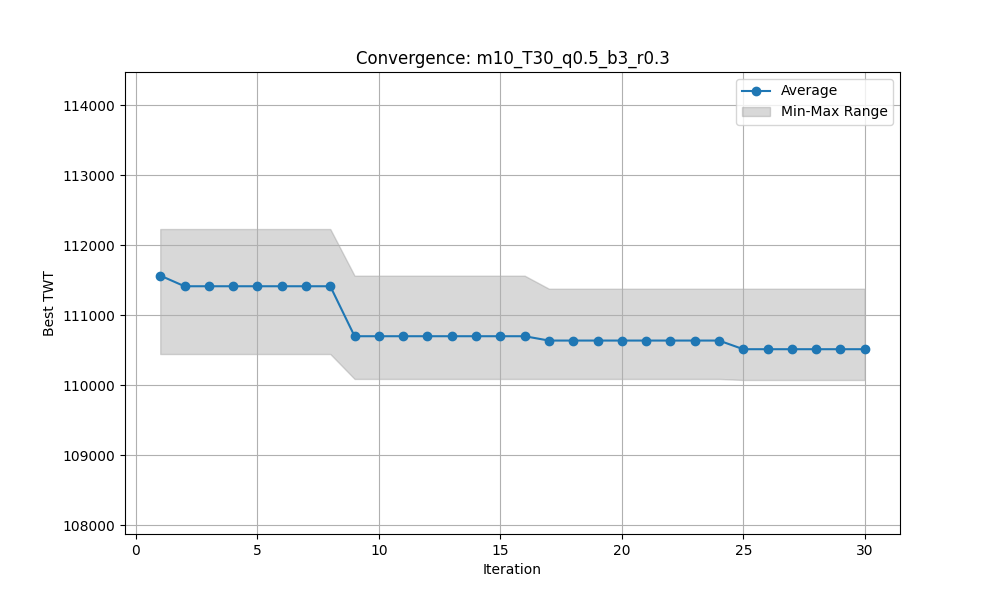 Convergence: m10_T30_q0.5_b3_r0.3
Average
Min-Max Range
114000
113000
112000
111000
110000
109000
108000
Best TWT
0 5 10 15 20 25 30
Iteration